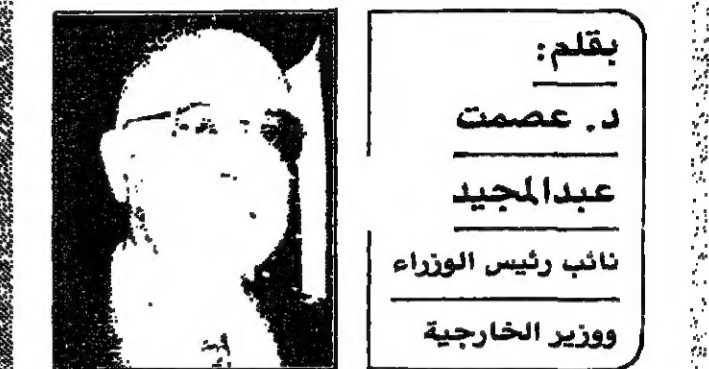 بقلم:
د. عصمت
عبدالمجيد
نائب رئيس الوزراء
ووزير الخارجية